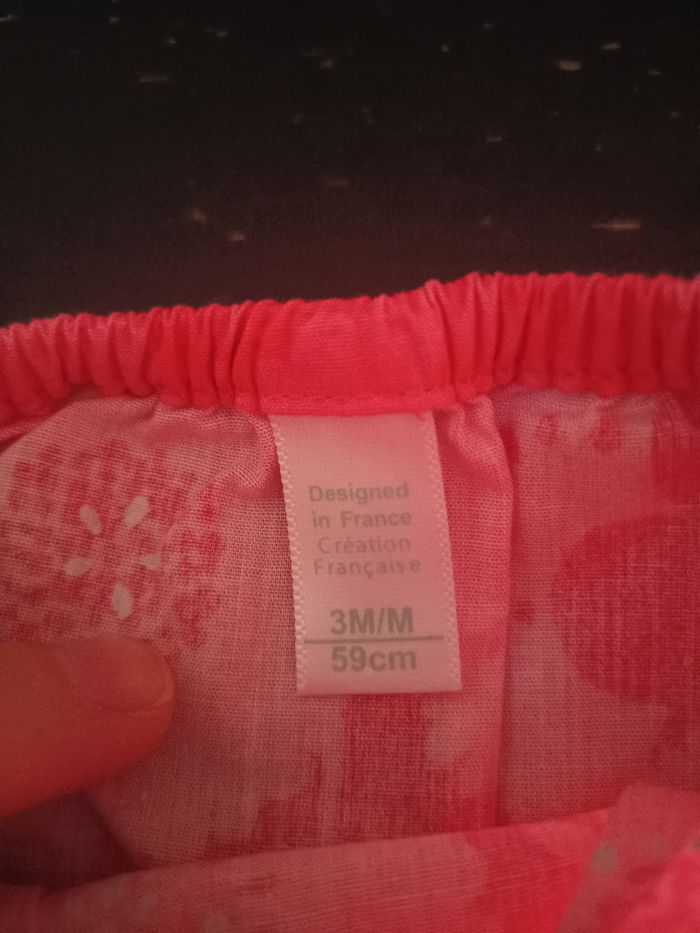 Designed
in France
Création
Française
3M/M
59cm